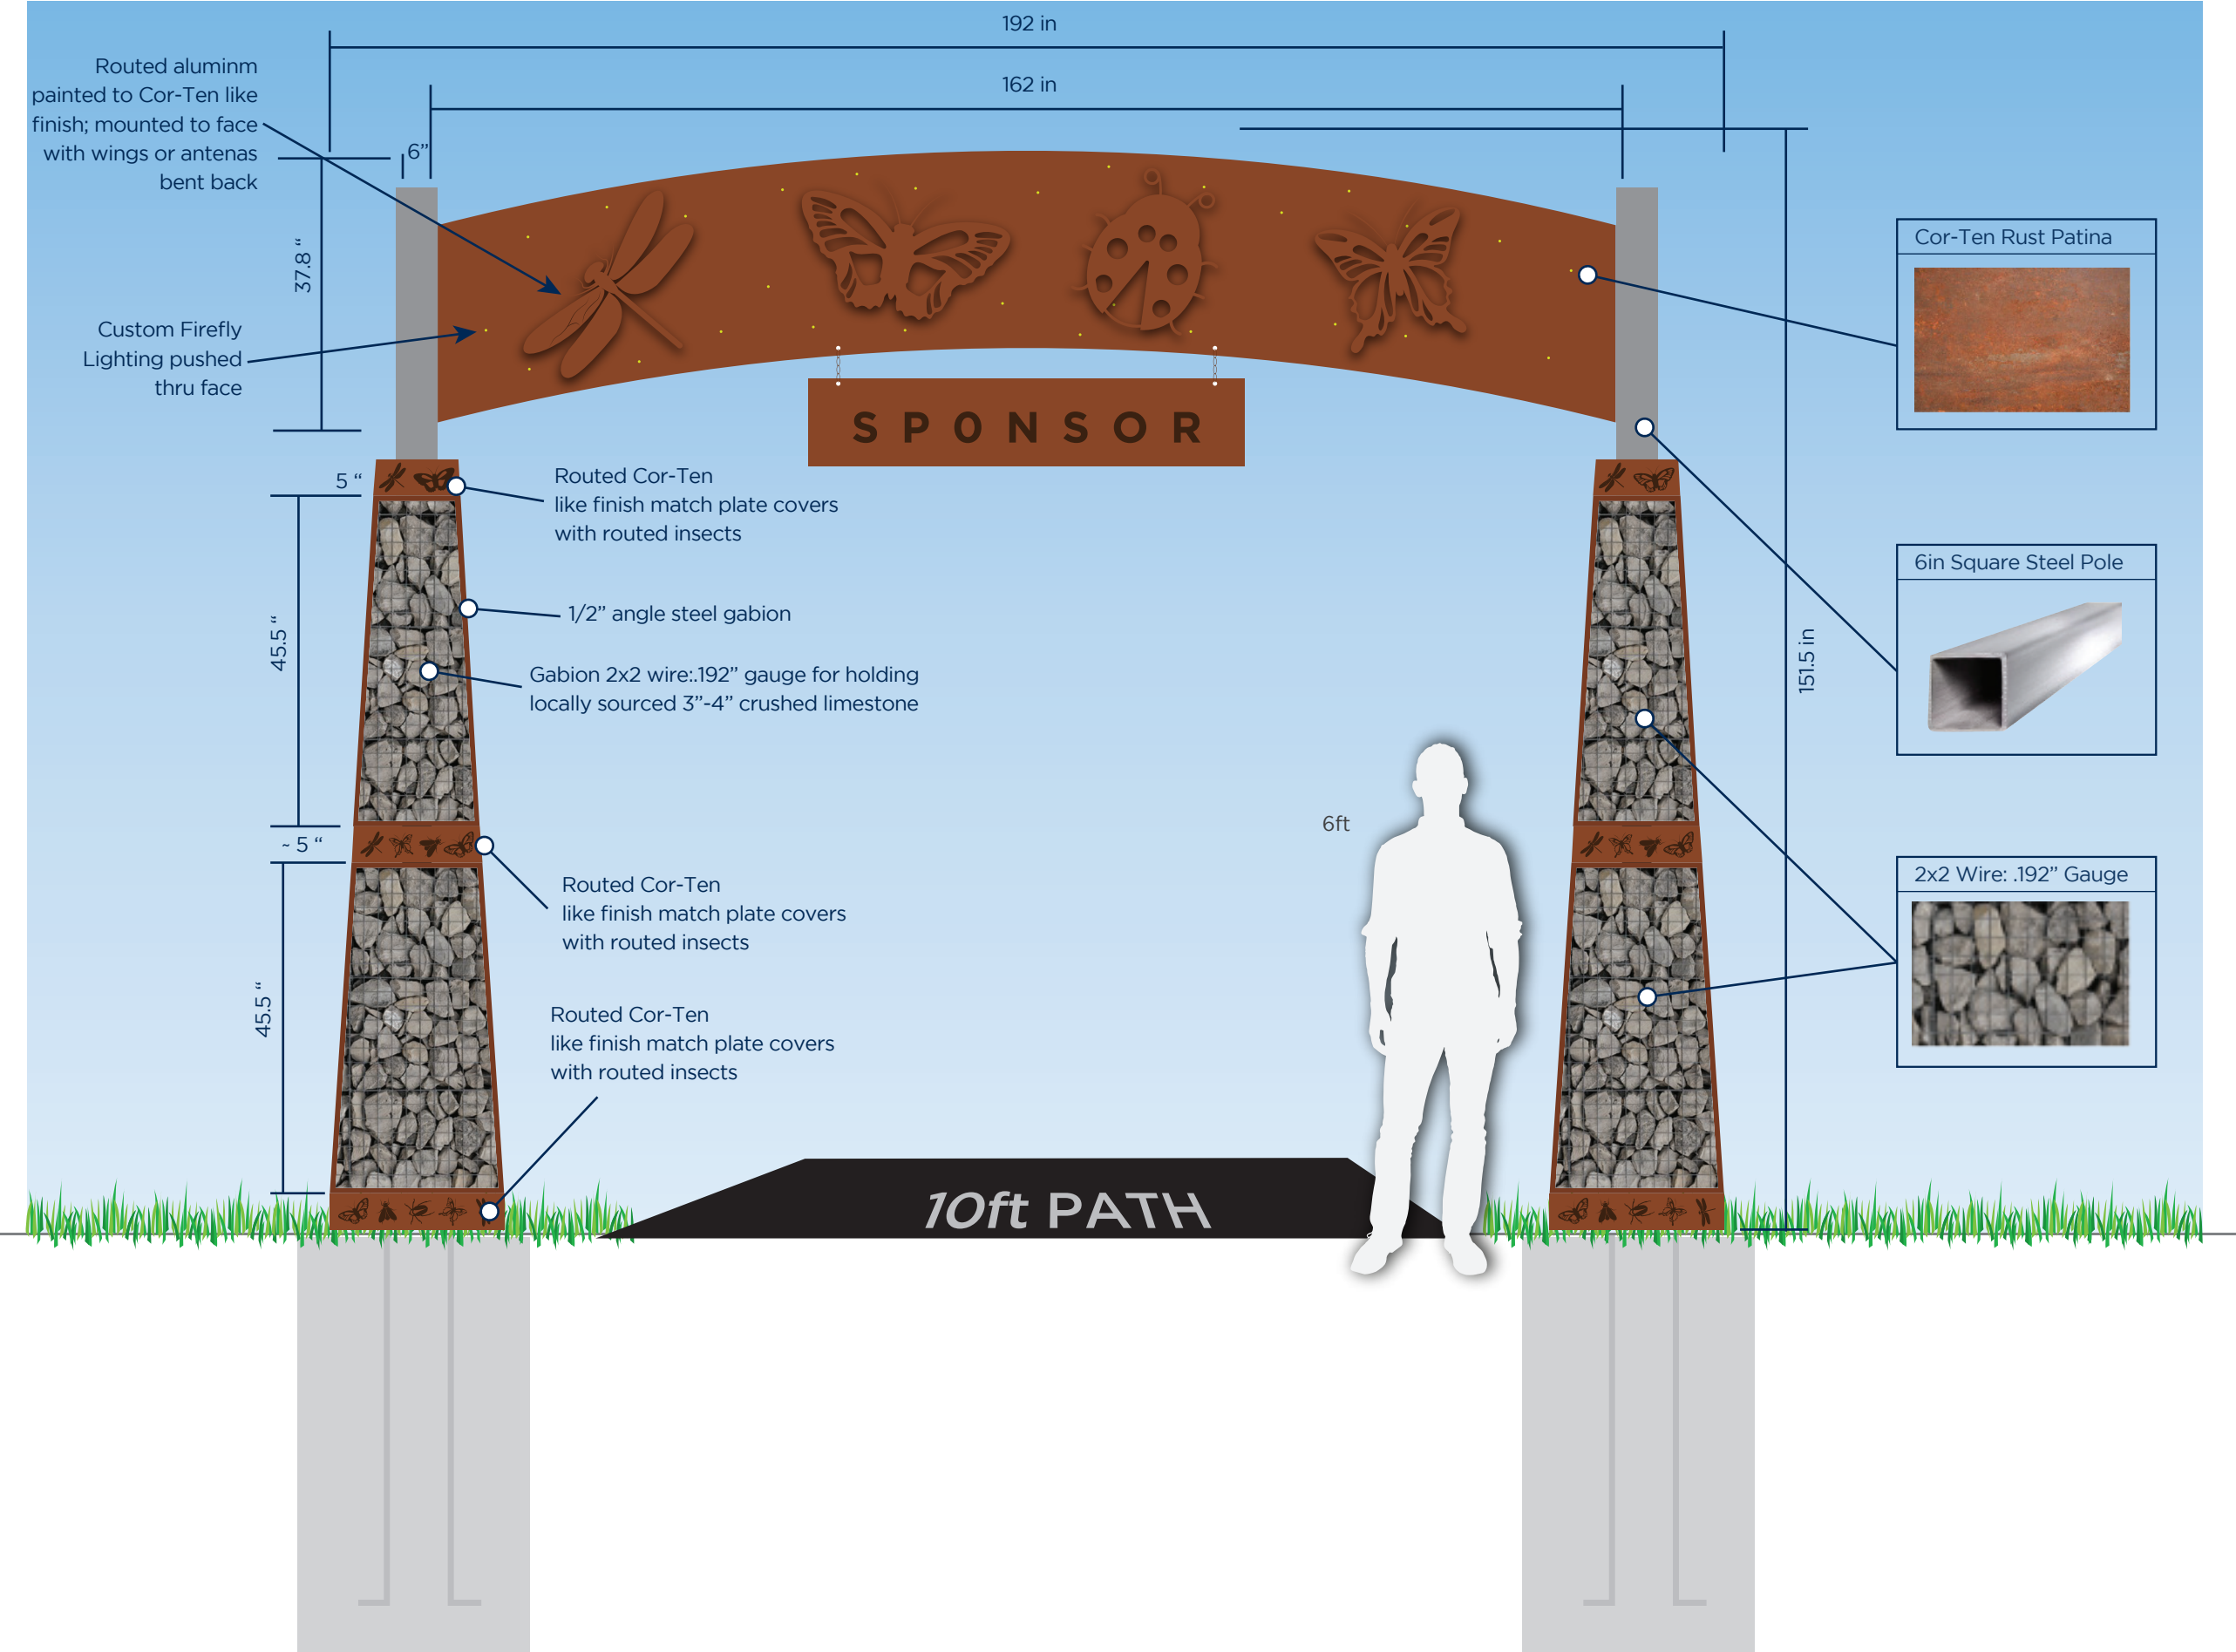 192 in
162 in
Routed aluminm
painted to Cor-Ten like
finish; mounted to face
with wings or antenas
bent back
6”
37.8 “
Custom Firefly
Lighting pushed
thru face
Cor-Ten Rust Patina
SP0NSOR
5 “
Routed Cor-Ten
like finish match plate covers
with routed insects
45.5 “
1/2” angle steel gabion
Gabion 2x2 wire:.192” gauge for holding
locally sourced 3”-4” crushed limestone
6in Square Steel Pole
151.5 in
6ft
~ 5 “
Routed Cor-Ten
like finish match plate covers
with routed insects
2x2 Wire: .192” Gauge
45.5 “
Routed Cor-Ten
like finish match plate covers
with routed insects
10ft PATH